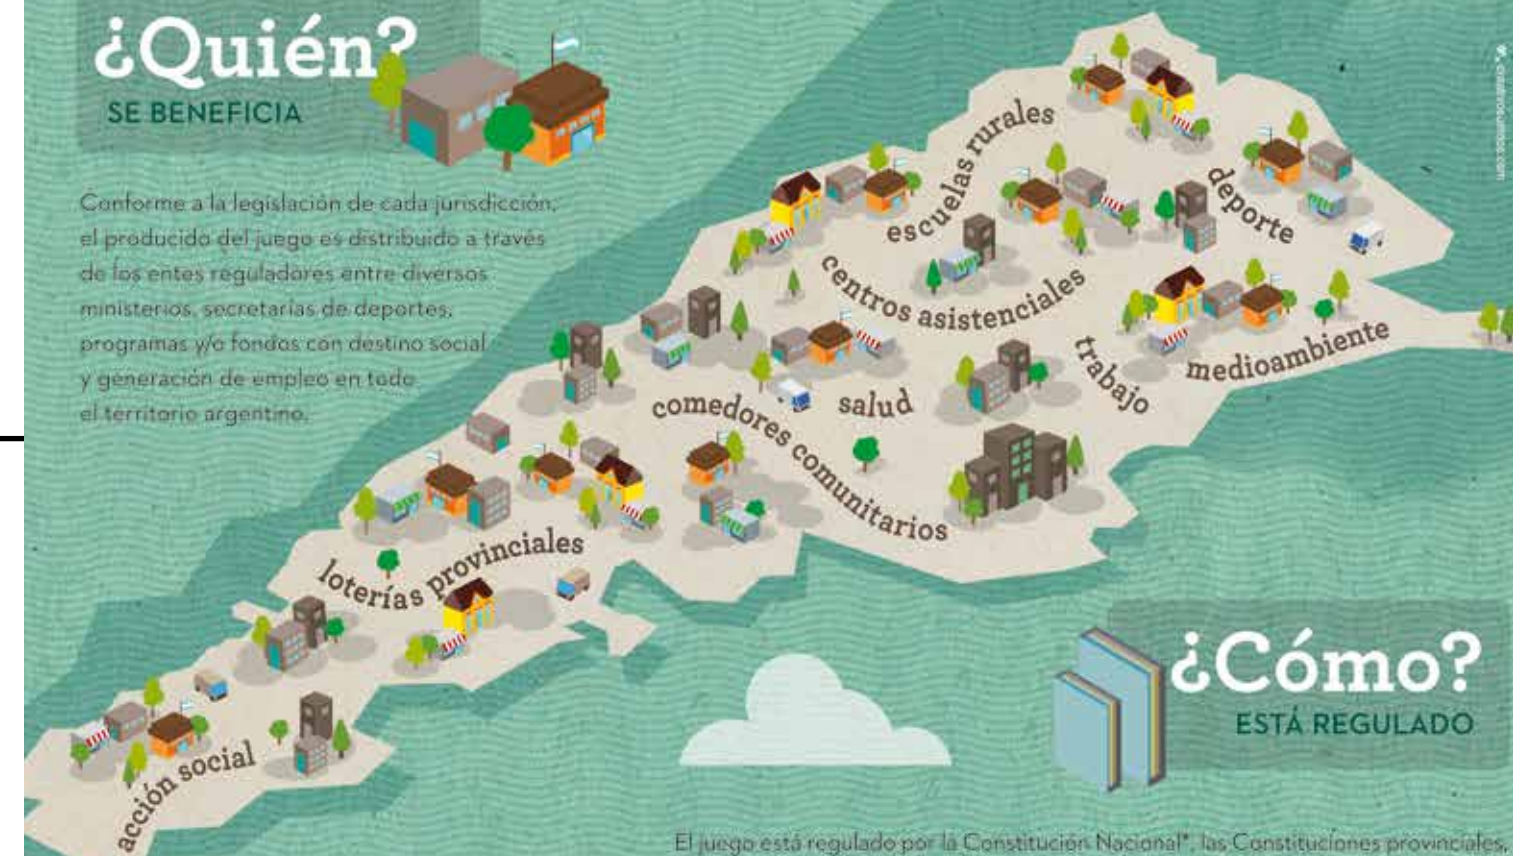 ¿Quién?
SE BENEFICIA
Conforme a la legislación de cada jurisdicción,
el producido del juego es distribuido a través
de los entes reguladores entre diversos
ministerios, secretarías de deportes,
programas y/o fondos con destino social
y generación de empleo en todo
el territorio argentino.
escuelas rurales
deporte
centros asistenciales
trabajo
medioambiente
salud
comedores comunitarios
loterías provinciales
acción social
¿Cómo?
ESTÁ REGULADO
El juego está regulado por la Constitución Nacional*, las Constituciones provinciales,